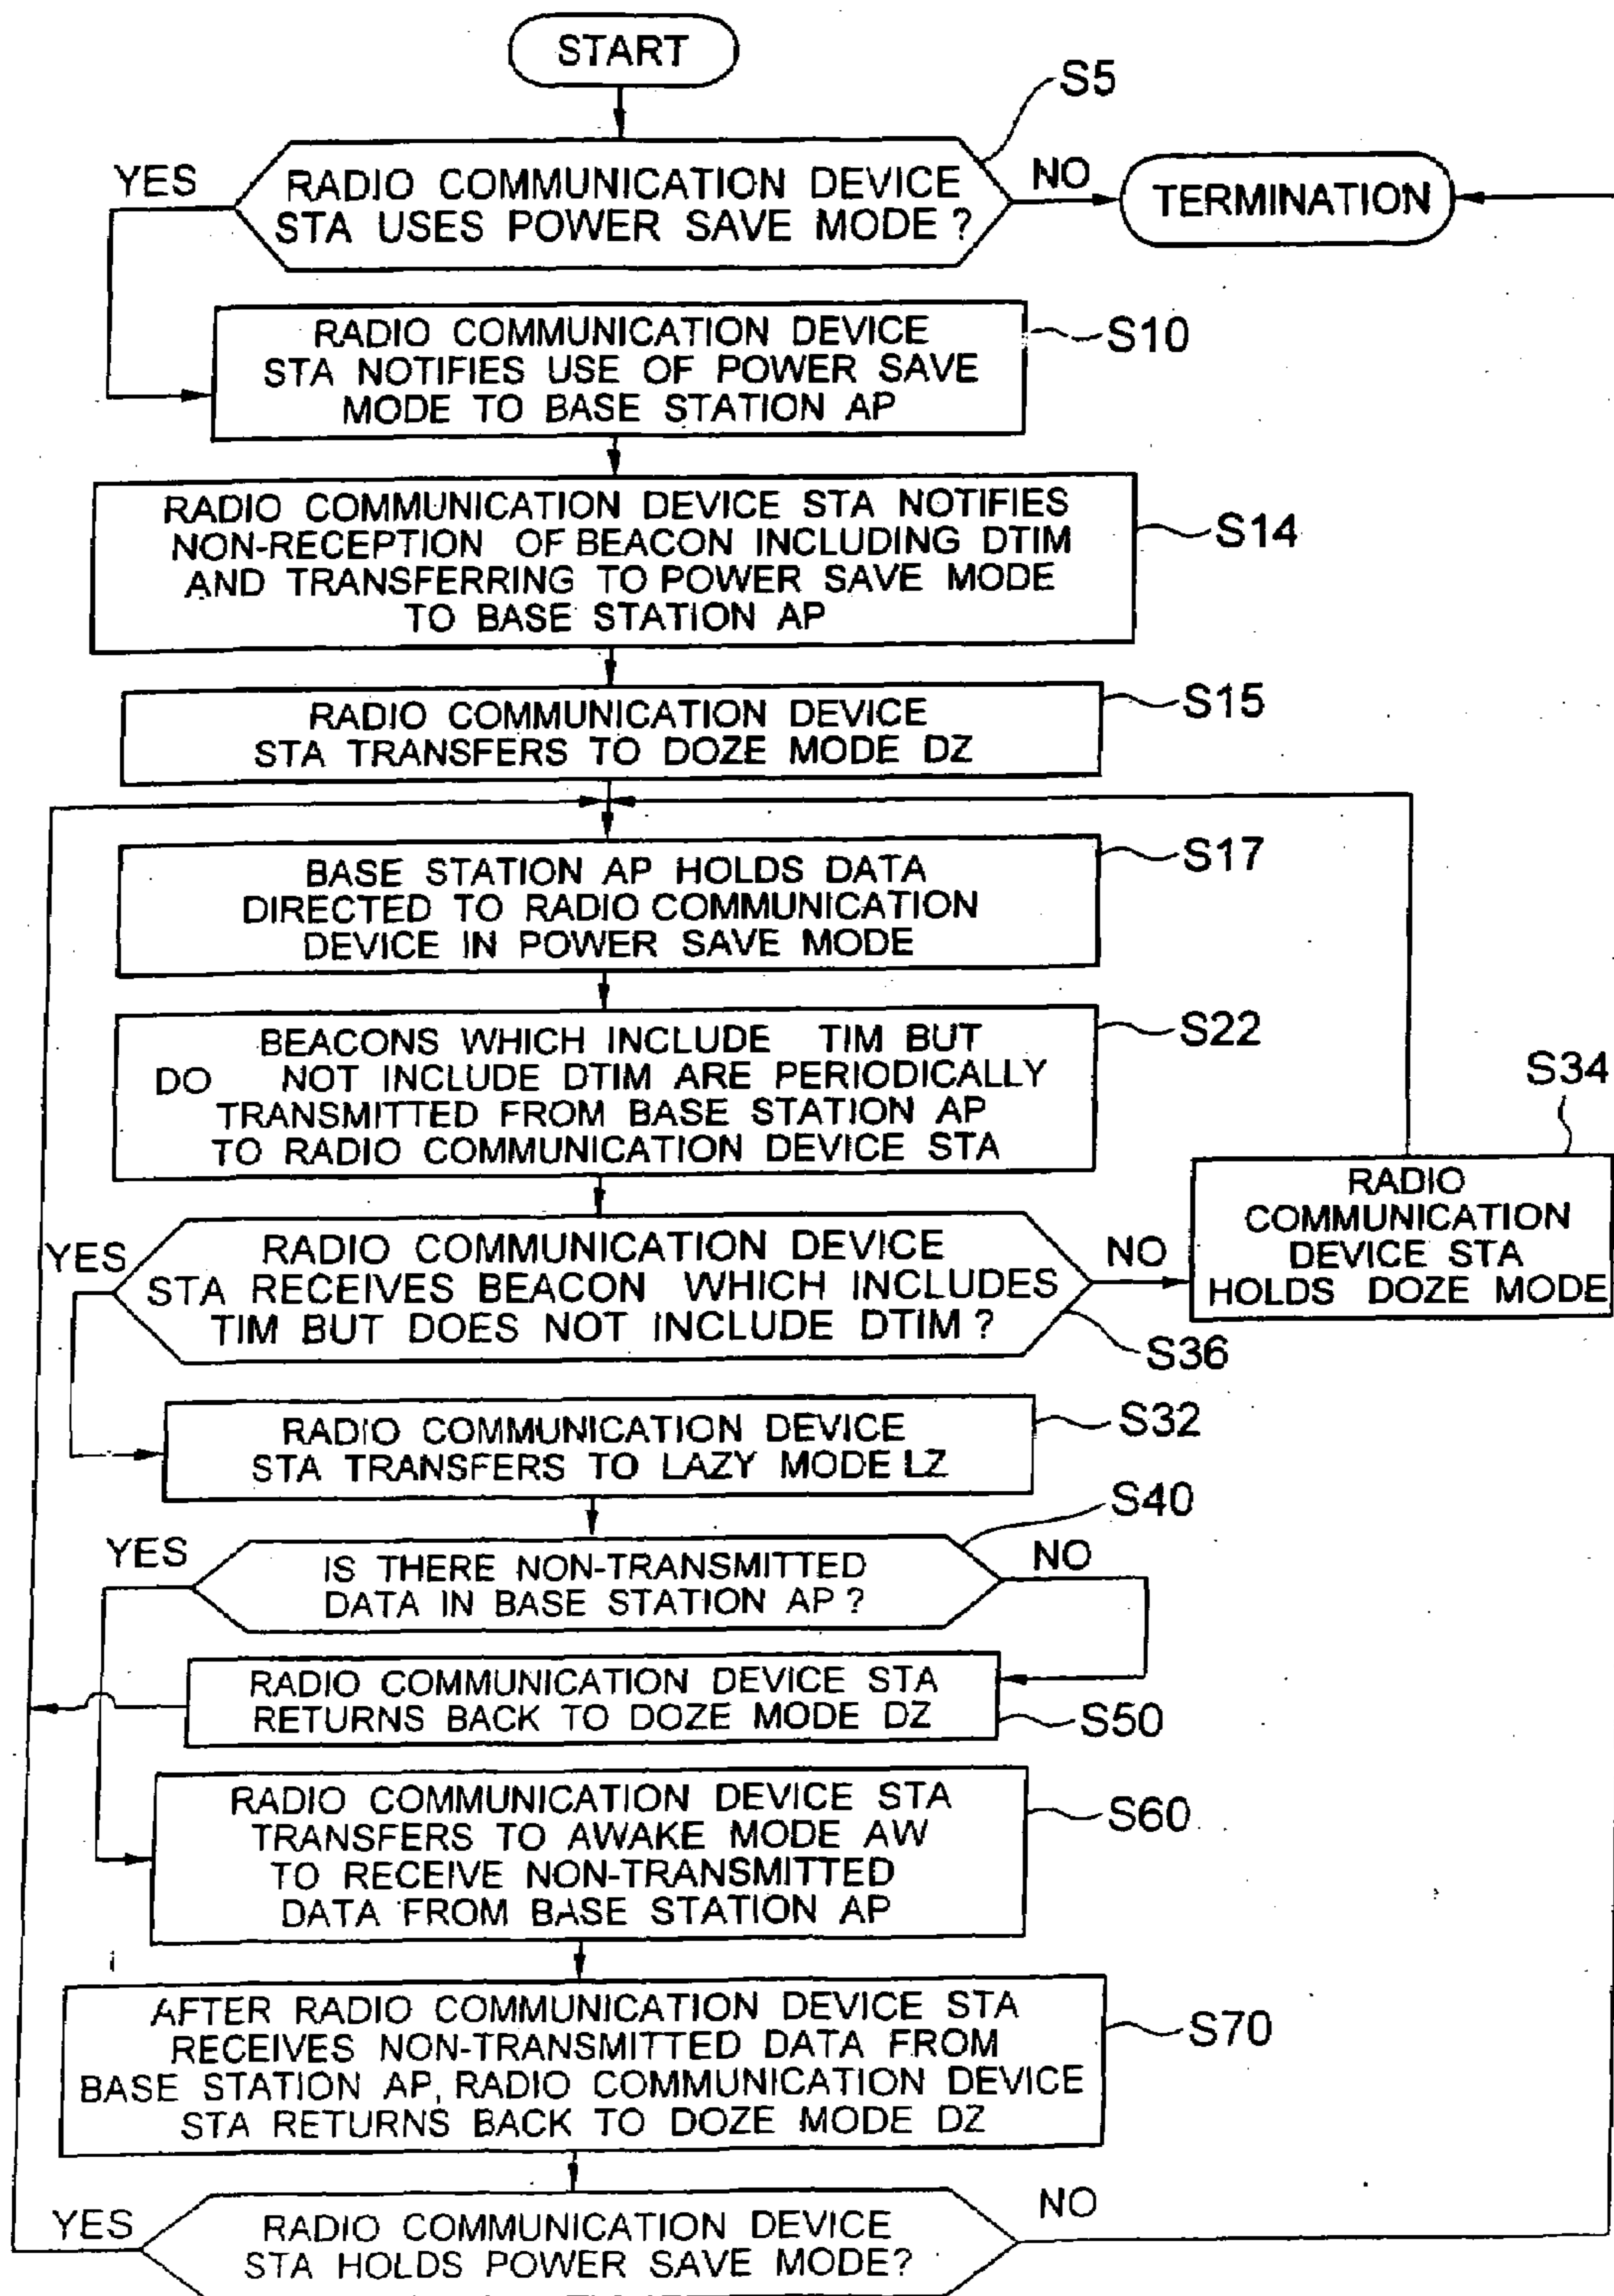 START
S5
YES
RADIO COMMUNICATION DEVICE
STA USES POWER SAVE MODE?
NO
TERMINATION
RADIO COMMUNICATION DEVICE
STA NOTIFIES USE OF POWER SAVE
MODE TO BASE STATION AP
S10
RADIO COMMUNICATION DEVICE STA NOTIFIES
NON-RECEPTION OF BEACON INCLUDING DTIM
AND TRANSFERRING TO POWER SAVE MODE
TO BASE STATION AP
S14
RADIO COMMUNICATION DEVICE
STA TRANSFERS TO DOZE MODE DZ
S15
BASE STATION AP HOLDS DATA
DIRECTED TO RADIO COMMUNICATION
DEVICE IN POWER SAVE MODE
S17
BEACONS WHICH INCLUDE TIM BUT
DO NOT INCLUDE DTIM ARE PERIODICALLY
TRANSMITTED FROM BASE STATION AP
TO RADIO COMMUNICATION DEVICE STA
S22
S34
RADIO
COMMUNICATION
DEVICE STA
HOLDS DOZE MODE
YES
RADIO COMMUNICATION DEVICE
STA RECEIVES BEACON WHICH INCLUDES
TIM BUT DOES NOT INCLUDE DTIM?
NO
S36
RADIO COMMUNICATION DEVICE
STA TRANSFERS TO LAZY MODE LZ
S32
S40
YES
IS THERE NON-TRANSMITTED
DATA IN BASE STATION AP?
NO
RADIO COMMUNICATION DEVICE STA
RETURNS BACK TO DOZE MODE DZ
S50
RADIO COMMUNICATION DEVICE STA
TRANSFERS TO AWAKE MODE AW
TO RECEIVE NON-TRANSMITTED
DATA FROM BASE STATION AP
S60
AFTER RADIO COMMUNICATION DEVICE STA
RECEIVES NON-TRANSMITTED DATA FROM
BASE STATION AP, RADIO COMMUNICATION DEVICE
STA RETURNS BACK TO DOZE MODE DZ
S70
YES
RADIO COMMUNICATION DEVICE
STA HOLDS POWER SAVE MODE?
NO